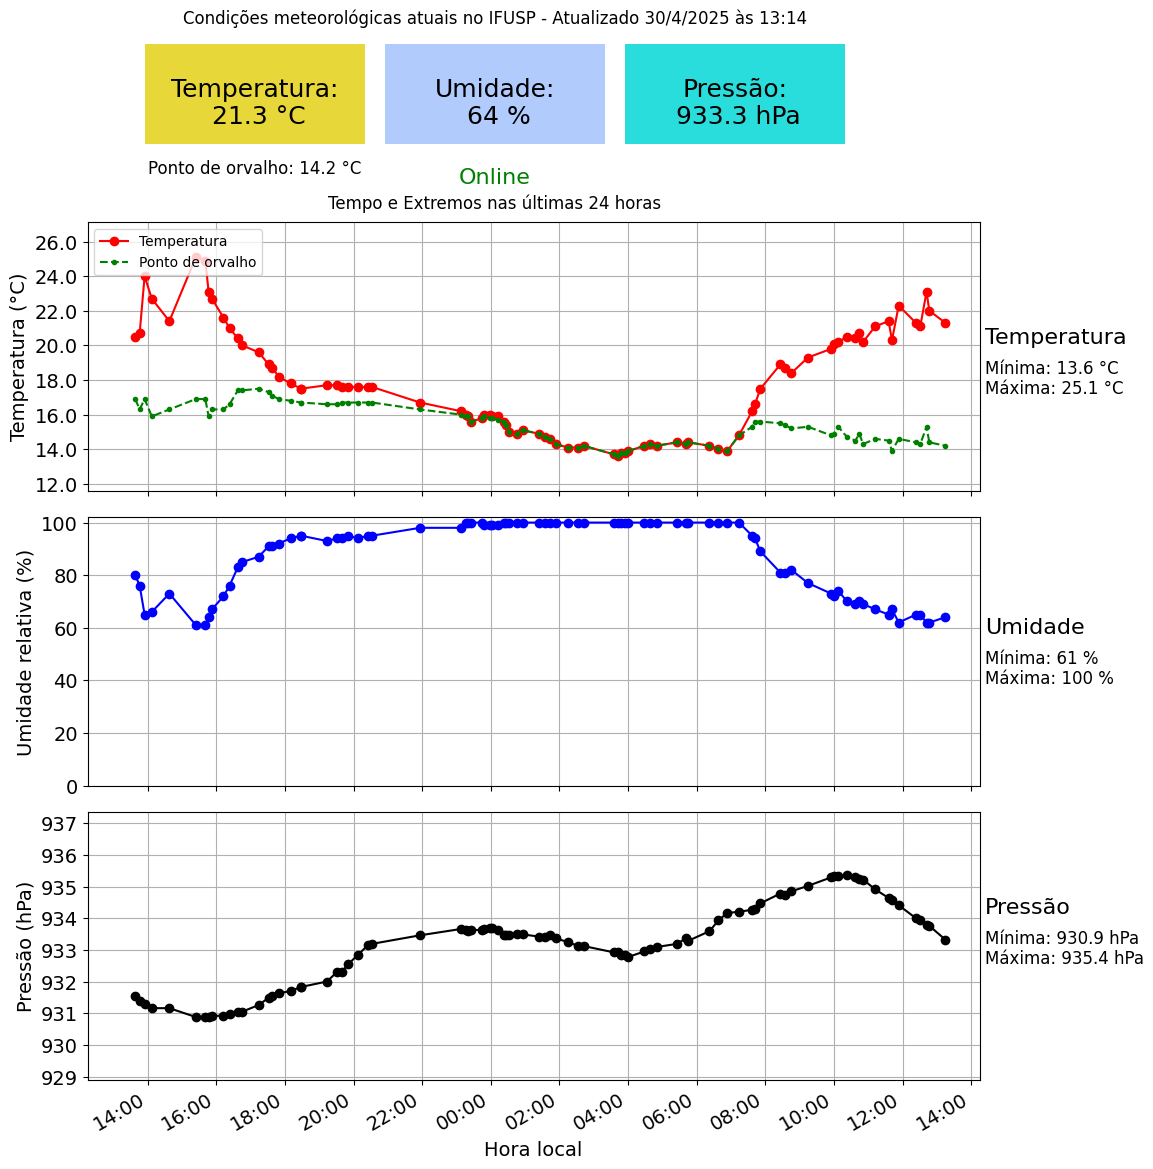 Condições meteorológicas atuais no IFUSP - Atualizado 30/4/2025 às 13:14
Temperatura:
21.3 °C
Umidade:
64 %
Pressão:
933.3 hPa
Ponto de orvalho: 14.2 °C
Online
Tempo e Extremos nas últimas 24 horas
Temperatura (°C)
26.0
24.0
22.0
20.0
18.0
16.0
14.0
12.0
Temperatura
Ponto de orvalho
Temperatura
Mínima: 13.6 °C
Máxima: 25.1 °C
Umidade relativa (%)
100
80
60
40
20
0
Umidade
Mínima: 61 %
Máxima: 100 %
Pressão (hPa)
937
936
935
934
933
932
931
930
929
Pressão
Mínima: 930.9 hPa
Máxima: 935.4 hPa
14:00
16:00
18:00
20:00
22:00
00:00
02:00
04:00
06:00
08:00
10:00
12:00
14:00
Hora local